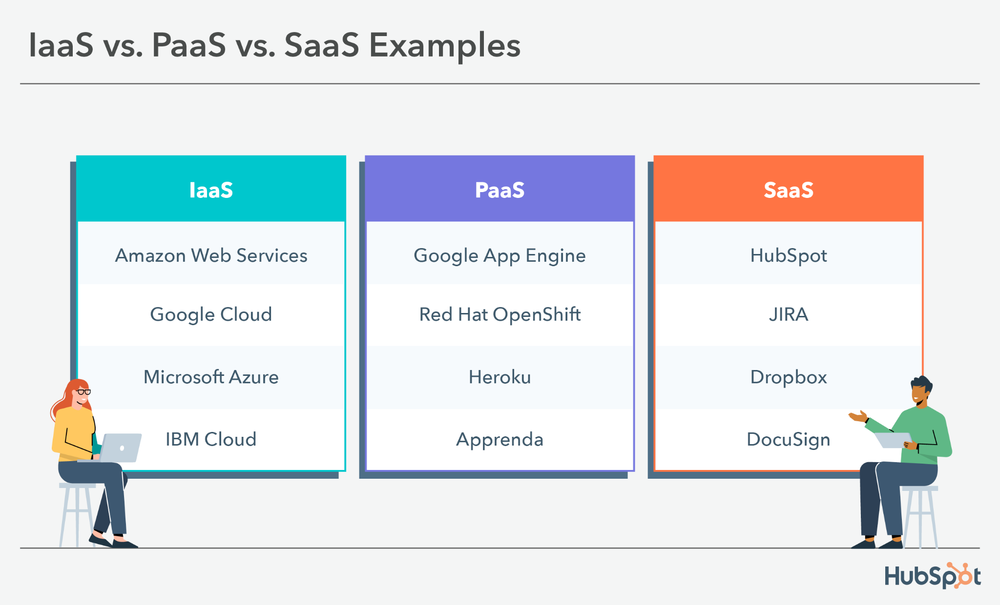 IaaS vs. PaaS vs. SaaS Examples
IaaS
Amazon Web Services
Google Cloud
Microsoft Azure
IBM Cloud
PaaS
Google App Engine
Red Hat OpenShift
Heroku
Apprenda
SaaS
HubSpot
JIRA
Dropbox
DocuSign
HubSpot